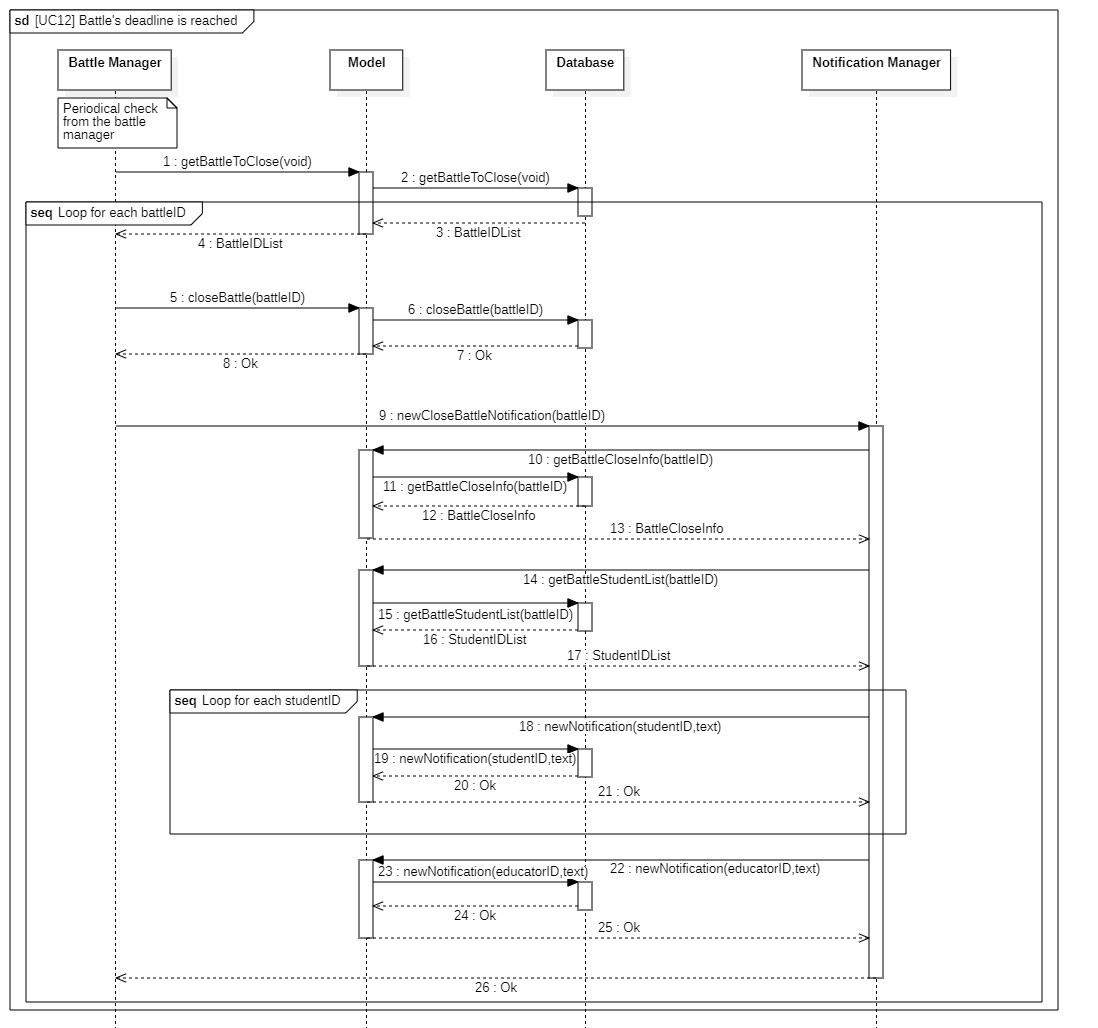 sd [UC12] Battle's deadline is reached
Battle Manager
Model
Database
Notification Manager
Periodical check
from the battle
manager
1 : getBattleToClose(void)
2 : getBattleToClose(void)
3 : BattleIDList
4 : BattleIDList
seq Loop for each battleID
5 : closeBattle(battleID)
6 : closeBattle(battleID)
7 : Ok
8 : Ok
9 : newCloseBattleNotification(battleID)
10 : getBattleCloseInfo(battleID)
11 : getBattleCloseInfo(battleID)
12 : BattleCloseInfo
13 : BattleCloseInfo
14 : getBattleStudentList(battleID)
15 : getBattleStudentList(battleID)
16 : StudentIDList
17 : StudentIDList
seq Loop for each studentID
18 : newNotification(studentID,text)
19 : newNotification(studentID,text)
20 : Ok
21 : Ok
22 : newNotification(educatorID,text)
23 : newNotification(educatorID,text)
24 : Ok
25 : Ok
26 : Ok